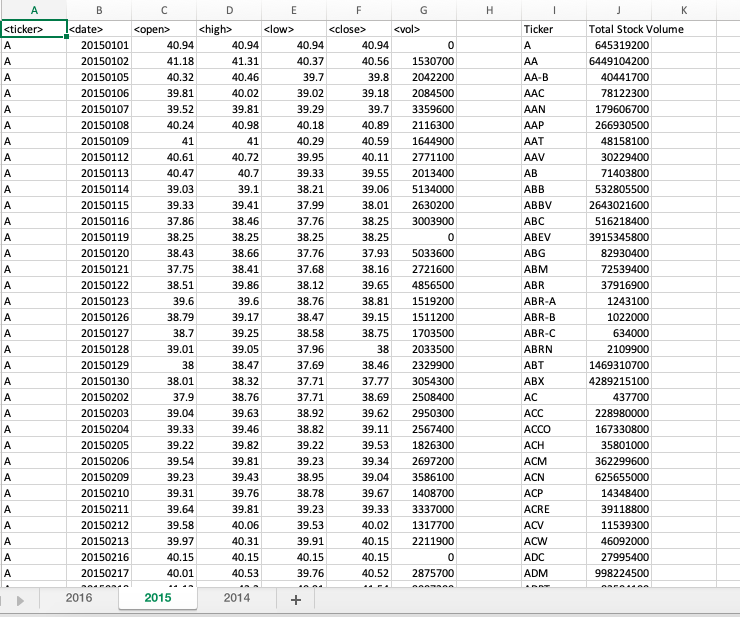 A B C D E F G H I J K
<ticker> <date> <open> <high> <low> <close> <vol> Ticker Total Stock Volume
A 20150101 40.94 40.94 40.94 40.94 0 A 645319200
A 20150102 41.18 41.31 40.37 40.56 1530700 AA 6449104200
A 20150105 40.32 40.46 39.7 39.8 2042200 AA-B 40441700
A 20150106 39.81 40.02 39.02 39.18 2084500 AAC 78122300
A 20150107 39.52 39.81 39.29 39.7 3359600 AAN 179606700
A 20150108 40.24 40.98 40.18 40.89 2116300 AAP 266930500
A 20150109 41 41 40.29 40.59 1644900 AAT 48158100
A 20150112 40.61 40.72 39.95 40.11 2771100 AAV 30229400
A 20150113 40.47 40.7 39.33 39.55 2013400 AB 71403800
A 20150114 39.03 39.1 38.21 39.06 5134000 ABB 532805500
A 20150115 39.33 39.41 37.99 38.01 2630200 ABBV 2643021600
A 20150116 37.86 38.46 37.76 38.25 3003900 ABC 516218400
A 20150119 38.25 38.25 38.25 38.25 0 ABEV 3915345800
A 20150120 38.43 38.66 37.76 37.93 5033600 ABG 82930400
A 20150121 37.75 38.41 37.68 38.16 2721600 ABM 72539400
A 20150122 38.51 39.86 38.12 39.65 4856500 ABR 37916900
A 20150123 39.6 39.6 38.76 38.81 1519200 ABR-A 1243100
A 20150126 38.79 39.17 38.47 39.15 1511200 ABR-B 1022000
A 20150127 38.7 39.25 38.58 38.75 1703500 ABR-C 634000
A 20150128 39.01 39.05 37.96 38 2033500 ABRN 2109900
A 20150129 38 38.47 37.69 38.46 2329900 ABT 1469310700
A 20150130 38.01 38.32 37.71 37.77 3054300 ABX 4289215100
A 20150202 37.9 38.76 37.71 38.69 2508400 AC 437700
A 20150203 39.04 39.63 38.92 39.62 2950300 ACC 228980000
A 20150204 39.33 39.46 38.82 39.11 2567400 ACCO 167330800
A 20150205 39.22 39.82 39.22 39.53 1826300 ACH 35801000
A 20150206 39.54 39.81 39.23 39.34 2697200 ACM 362299600
A 20150209 39.23 39.43 38.95 39.04 3586100 ACN 625655000
A 20150210 39.31 39.76 38.78 39.67 1408700 ACP 14348400
A 20150211 39.64 39.81 39.23 39.33 3337000 ACRE 39118800
A 20150212 39.58 40.06 39.53 40.02 1317700 ACV 11539300
A 20150213 39.97 40.31 39.91 40.15 2211900 ACW 46092000
A 20150216 40.15 40.15 40.15 40.15 0 ADC 27995400
A 20150217 40.01 40.53 39.76 40.52 2875700 ADM 998224500
2016 2015 2014 +